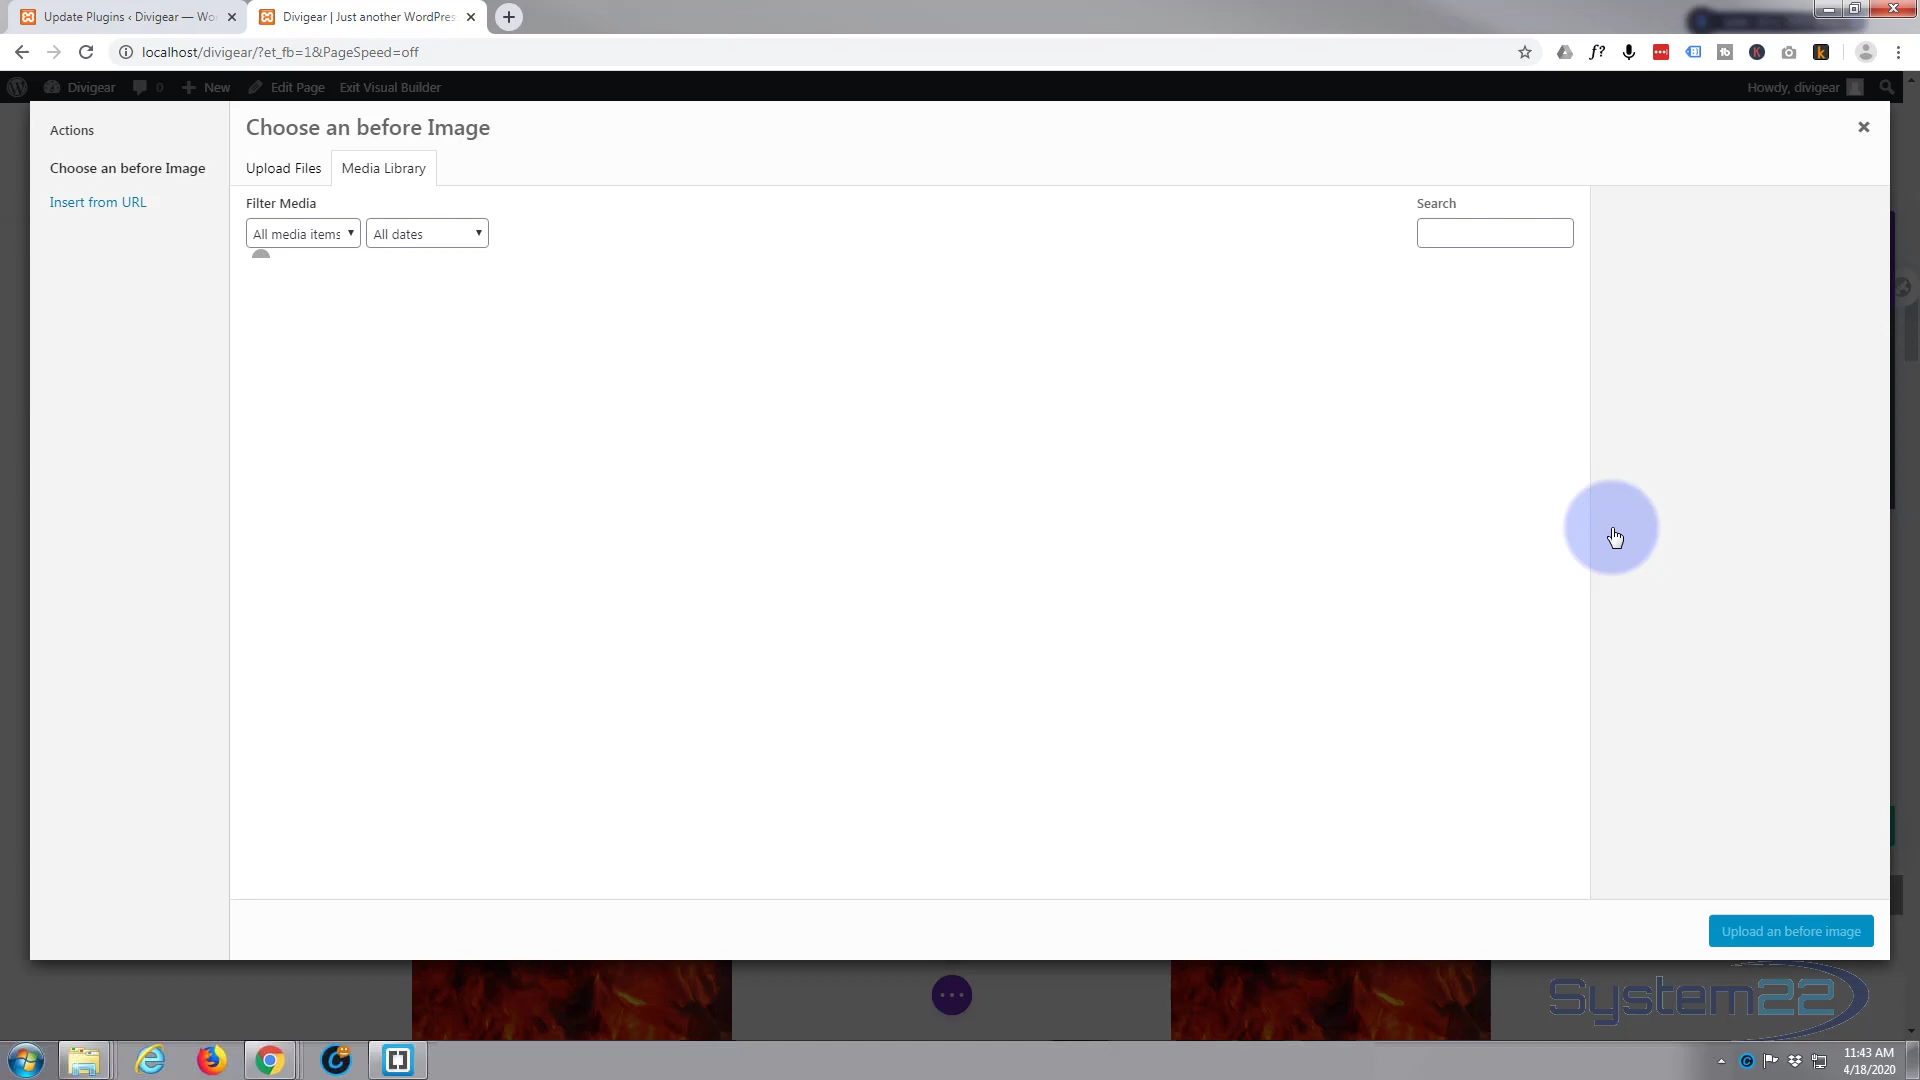 Update Plugins ‹ Divigear — Wo
Divigear | Just another WordPres
localhost/divigear/?et_fb=1&PageSpeed=off
Divigear
0
New
Edit Page
Exit Visual Builder
Howdy, divigear
Actions
Choose an before Image
Choose an before Image
Upload Files
Media Library
Insert from URL
Filter Media
Search
All media items
All dates
Upload an before image
System22
11:43 AM
4/18/2020